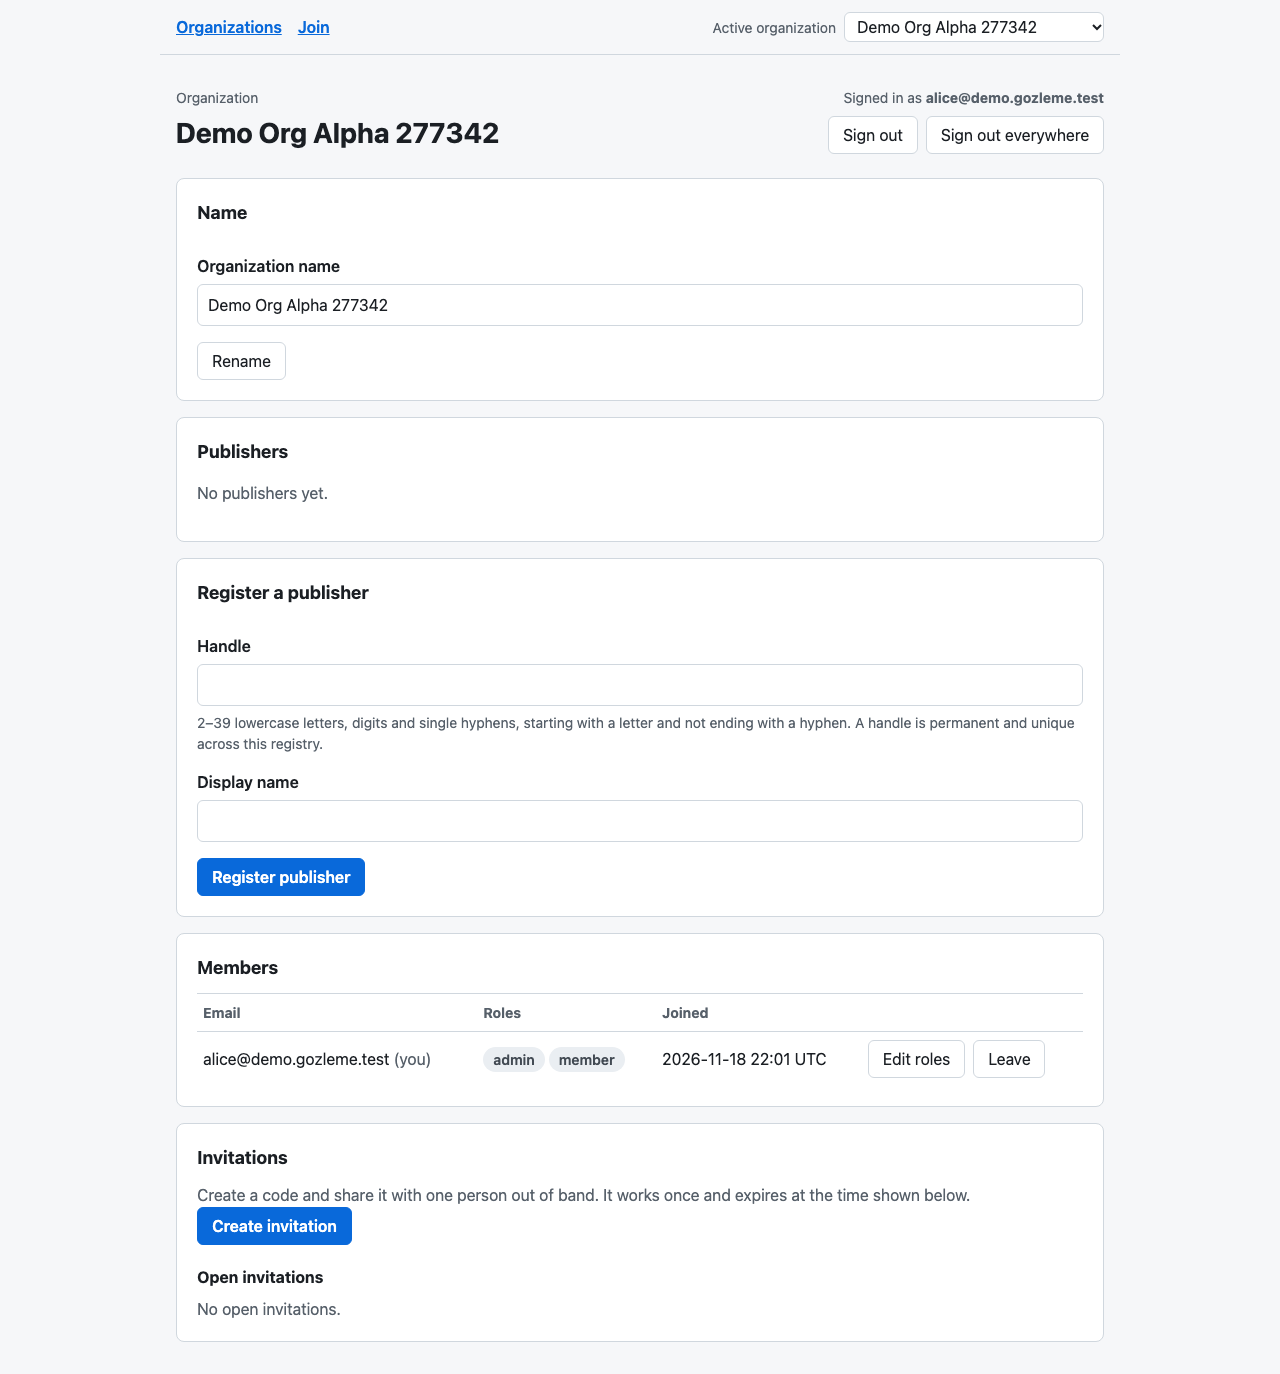 Organizations Join Active organization Demo Org Alpha 277342
Organization Signed in as alice@demo.gozleme.test
Demo Org Alpha 277342 Sign out Sign out everywhere
Name
Organization name
Demo Org Alpha 277342
Rename
Publishers
No publishers yet.
Register a publisher
Handle
2–39 lowercase letters, digits and single hyphens, starting with a letter and not ending with a hyphen. A handle is permanent and unique
across this registry.
Display name
Register publisher
Members
Email Roles Joined
alice@demo.gozleme.test (you) admin member 2026-11-18 22:01 UTC Edit roles Leave
Invitations
Create a code and share it with one person out of band. It works once and expires at the time shown below.
Create invitation
Open invitations
No open invitations.